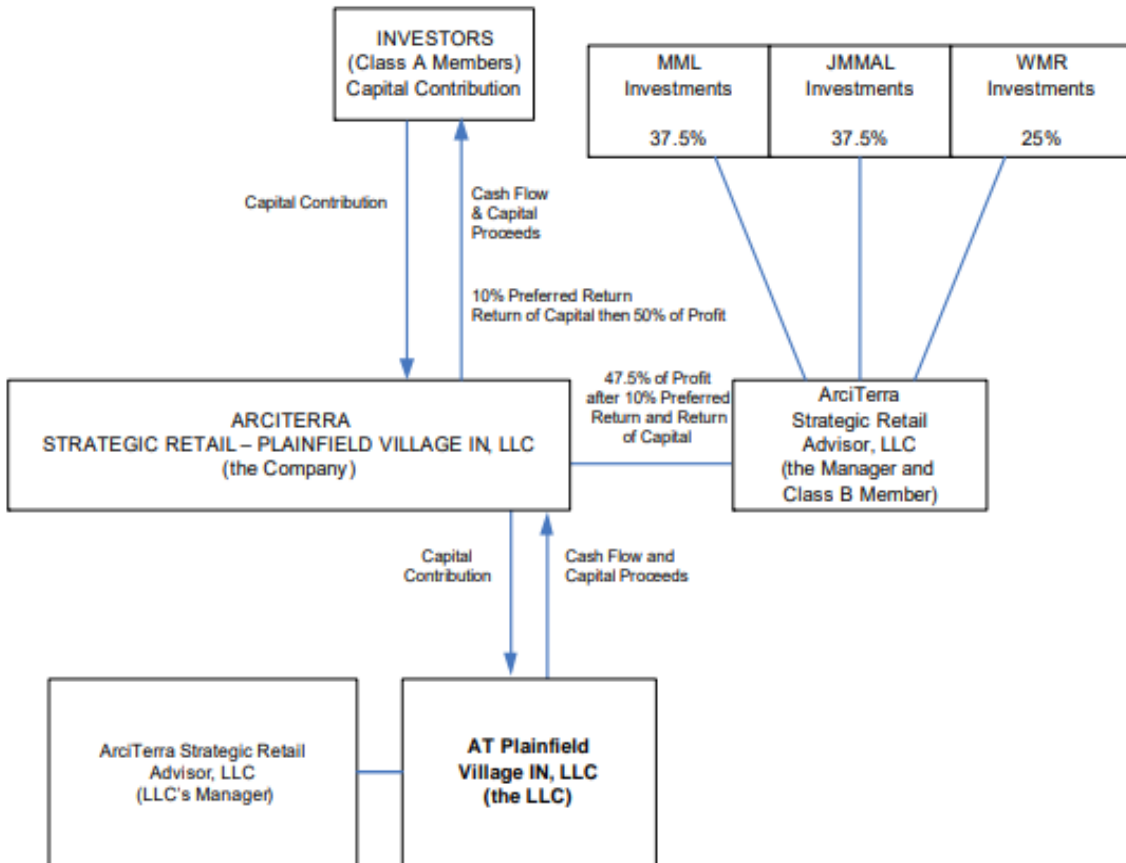 INVESTORS
(Class A Members)
Capital Contribution
MML
Investments
37.5%
JMMAL
Investments
37.5%
WMR
Investments
25%
Capital Contribution
Cash Flow
& Capital
Proceeds
10% Preferred Return
Return of Capital then 50% of Profit
ARCITERRA
STRATEGIC RETAIL – PLAINFIELD VILLAGE IN, LLC
(the Company)
47.5% of Profit
after 10% Preferred
Return and Return
of Capital
ArciTerra
Strategic Retail
Advisor, LLC
(the Manager and
Class B Member)
Capital
Contribution
Cash Flow and
Capital Proceeds
ArciTerra Strategic Retail
Advisor, LLC
(LLC's Manager)
AT Plainfield
Village IN, LLC
(the LLC)